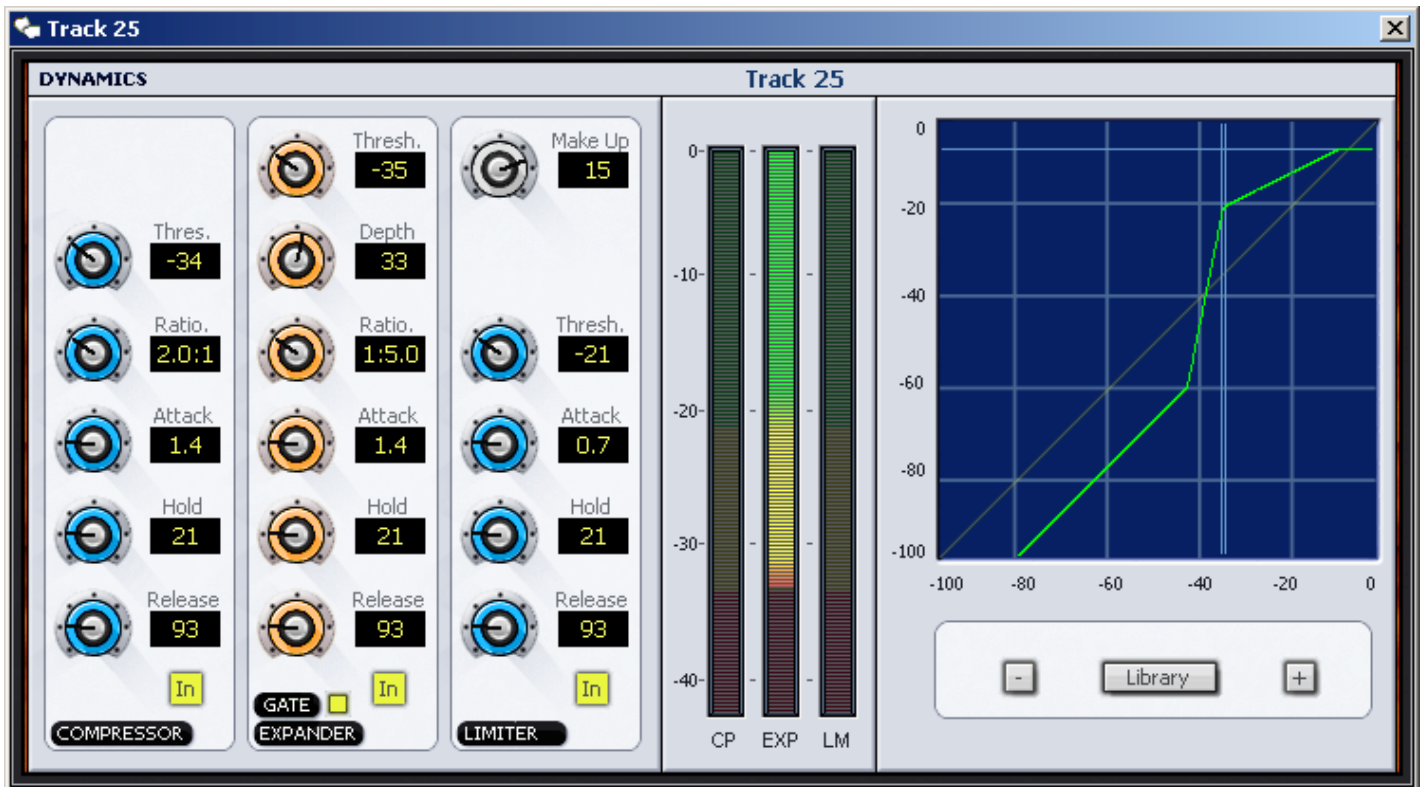 Track 25
DYNAMICS
Track 25
Thres.
-34
Ratio.
2.0:1
Attack
1.4
Hold
21
Release
93
In
COMPRESSOR
Thresh.
-35
Depth
33
Ratio.
1:5.0
Attack
1.4
Hold
21
Release
93
In
GATE
EXPANDER
Make Up
15
Thresh.
-21
Attack
0.7
Hold
21
Release
93
In
LIMITER
0-
-10-
-20-
-30-
-40-
CP EXP LM
0
-20
-40
-60
-80
-100
-100 -80 -60 -40 -20 0
- Library +